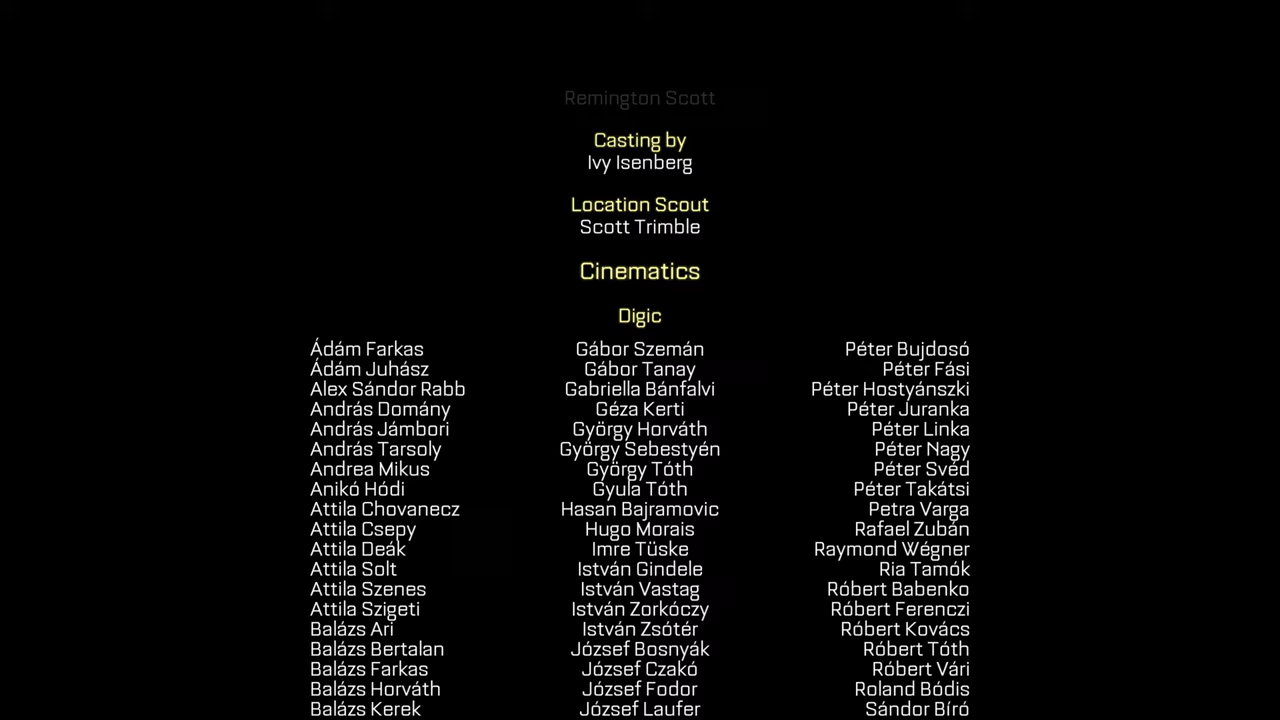 Remington Scott
Casting by
Ivy Isenberg
Location Scout
Scott Trimble
Cinematics
Digic
Ádám Farkas Gábor Szemán Péter Bujdosó
Ádám Juhász Gábor Tanay Péter Fási
Alex Sándor Rabb Gabriella Bánfalvi Péter Hostyánszki
András Domány Géza Kerti Péter Juranka
András Jámbori György Horváth Péter Linka
András Tarsoly György Sebestyén Péter Nagy
Andrea Mikus György Tóth Péter Svéd
Anikó Hódi Gyula Tóth Péter Takátsi
Attila Chovanecz Hasan Bajramovic Petra Varga
Attila Csepy Hugo Morais Rafael Zubán
Attila Deák Imre Tüske Raymond Wégner
Attila Solt István Gindele Ria Tamók
Attila Szenes István Vastag Róbert Babenko
Attila Szigeti István Zorkóczy Róbert Ferenczi
Balázs Ari István Zsótér Róbert Kovács
Balázs Bertalan József Bosnyák Róbert Tóth
Balázs Farkas József Czakó Róbert Vári
Balázs Horváth József Fodor Roland Bódis
Balázs Kerek József Laufer Sándor Bíró